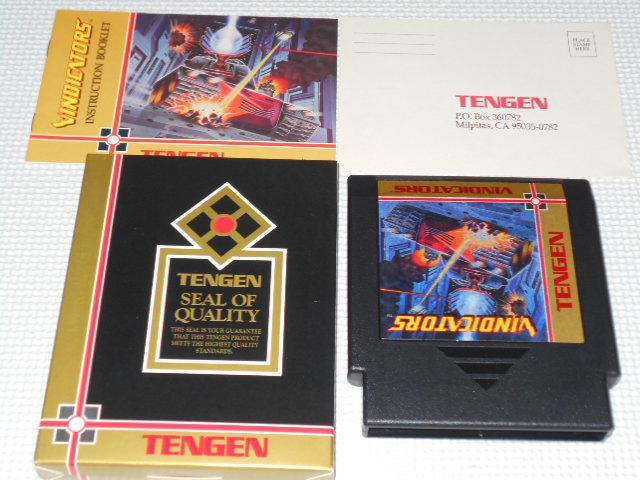 VINDICATORS
INSTRUCTION BOOKLET
TENGEN
PLACE
STAMP
HERE
TENGEN
P.O. Box 360782
Milpitas, CA 95035-0782
TENGEN
SEAL OF
QUALITY
THIS SEAL IS YOUR GUARANTEE
THAT THIS TENGEN PRODUCT
MEETS THE HIGHEST QUALITY
STANDARDS.
TENGEN
VINDICATORS
TENGEN
VINDICATORS™